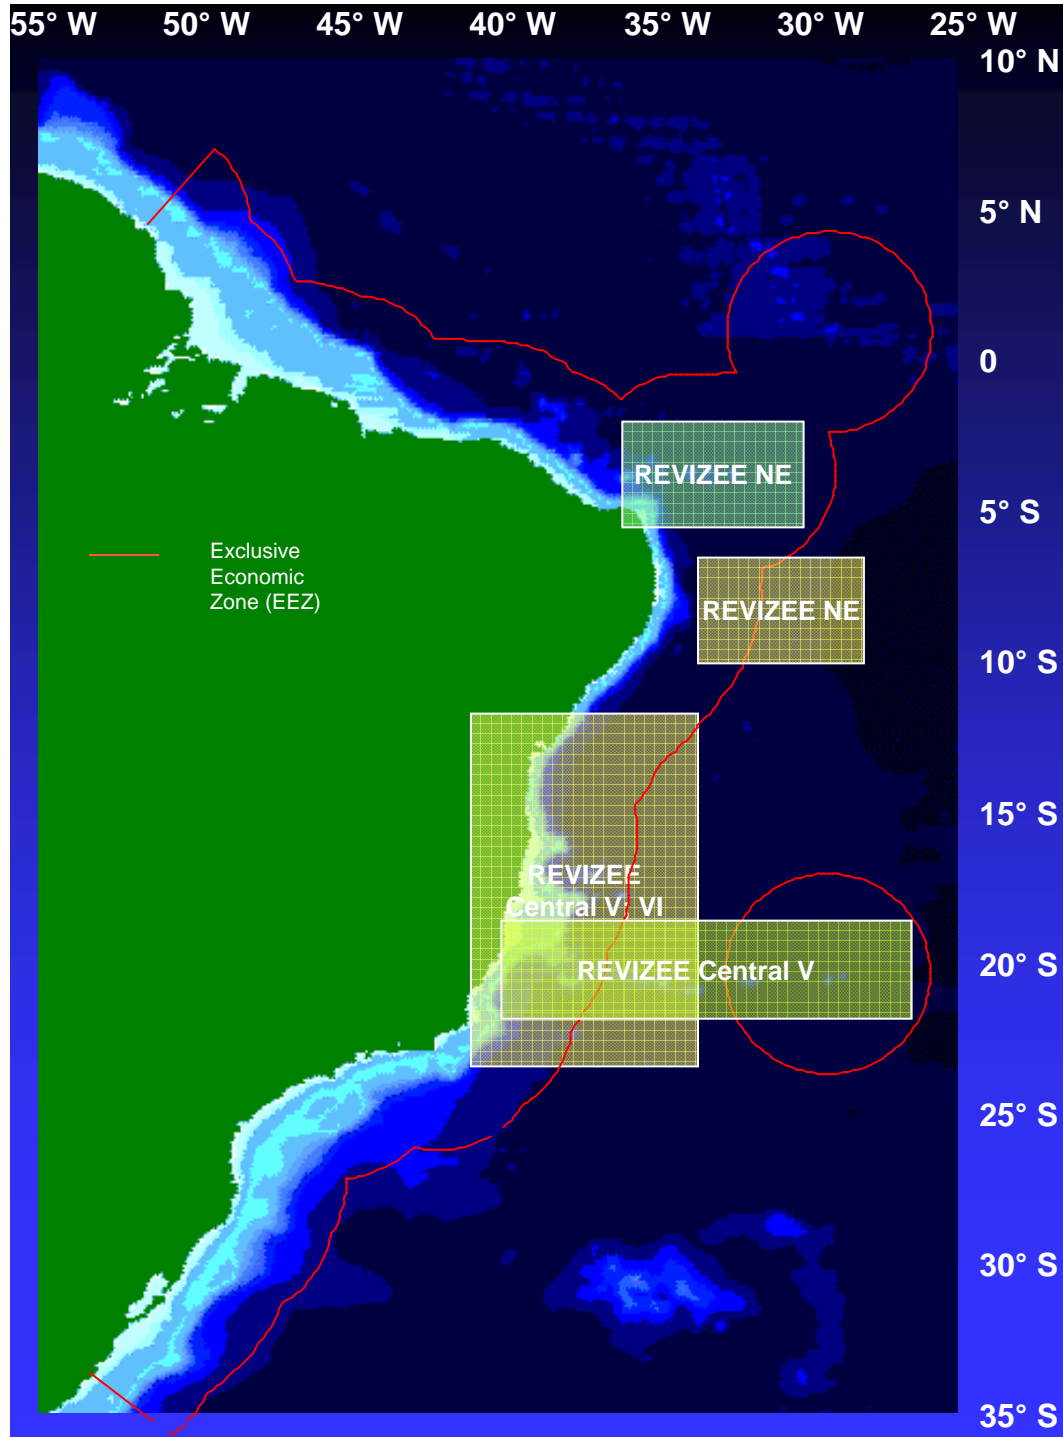 55° W 50° W 45° W 40° W 35° W 30° W 25° W
10° N
5° N
0
REVIZEE NE
5° S
Exclusive
Economic
Zone (EEZ)
REVIZEE NE
10° S
15° S
REVIZEE
Central V; VI
REVIZEE Central V
20° S
25° S
30° S
35° S